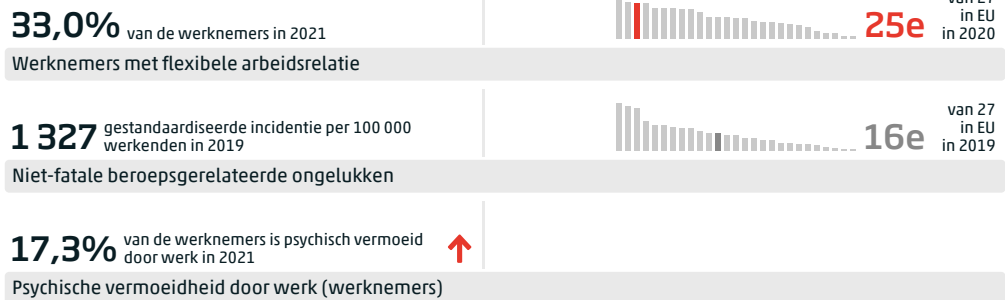 33,0% van de werknemers in 2021
25e
van 27
in EU
in 2020
Werknemers met flexibele arbeidsrelatie
1 327 gestandaardiseerde incidentie per 100 000
werkenden in 2019
16e
van 27
in EU
in 2019
Niet-fatale beroepsgerelateerde ongelukken
17,3% van de werknemers is psychisch vermoeid
door werk in 2021
Psychische vermoeidheid door werk (werknemers)